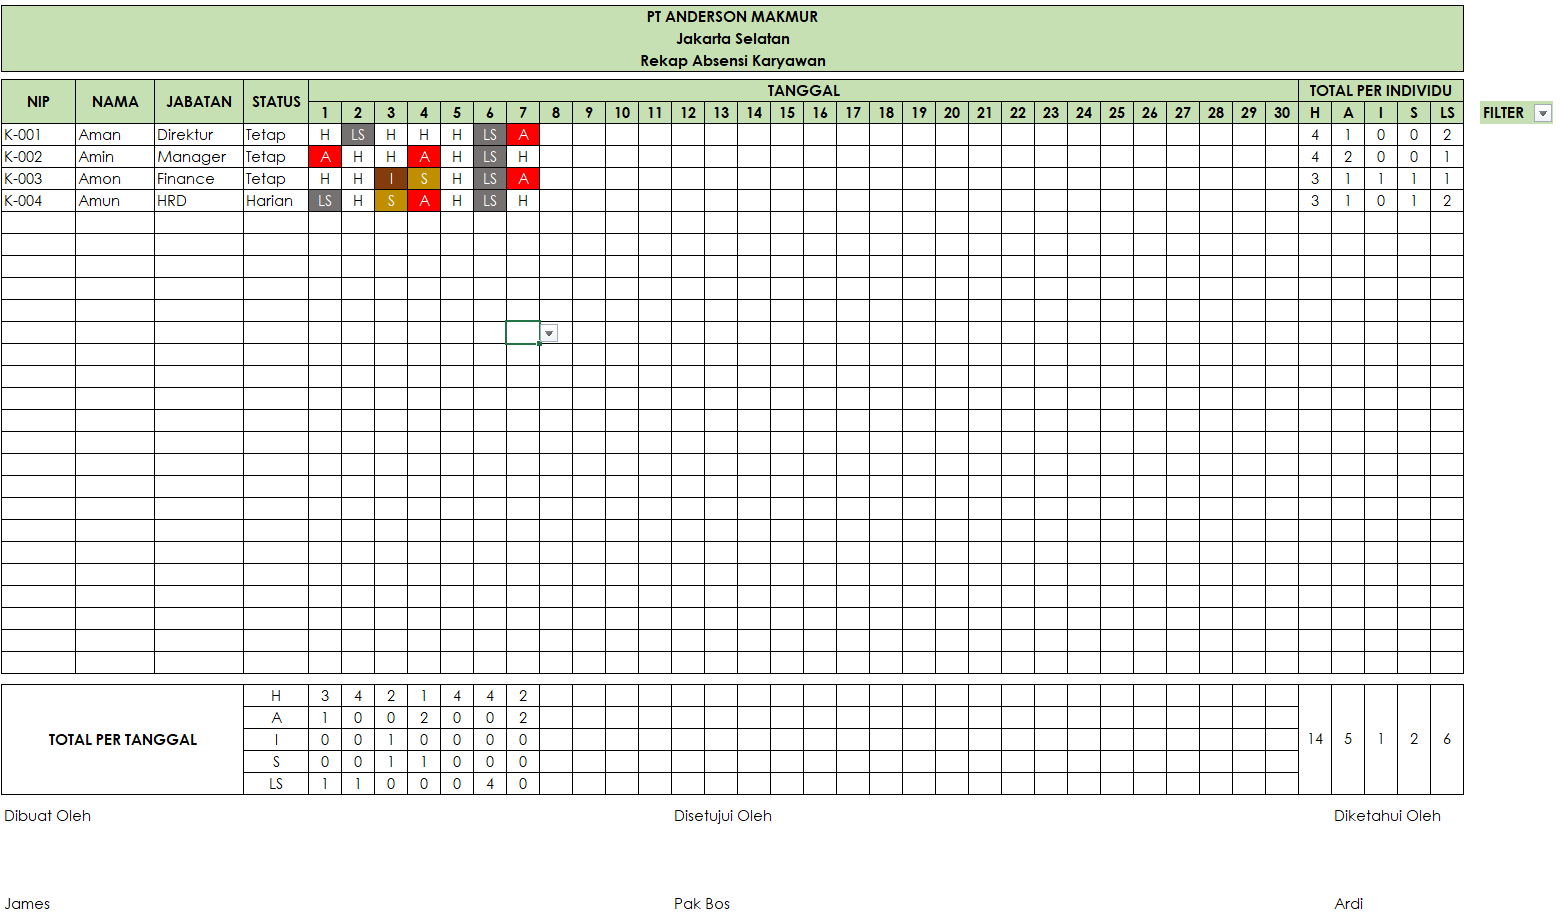 PT ANDERSON MAKMUR
Jakarta Selatan
Rekap Absensi Karyawan
NIP NAMA JABATAN STATUS TANGGAL TOTAL PER INDIVIDU
1 2 3 4 5 6 7 8 9 10 11 12 13 14 15 16 17 18 19 20 21 22 23 24 25 26 27 28 29 30 H A I S LS FILTER
K-001 Aman Direktur Tetap H LS H H H LS A 4 1 0 0 2
K-002 Amin Manager Tetap A H H A H LS H 4 2 0 0 1
K-003 Amon Finance Tetap H H I S H LS A 3 1 1 1 1
K-004 Amun HRD Harian LS H S A H LS H 3 1 0 1 2
TOTAL PER TANGGAL
H 3 4 2 1 4 4 2
A 1 0 0 2 0 0 2
I 0 0 1 0 0 0 0 14 5 1 2 6
S 0 0 1 1 0 0 0
LS 1 1 0 0 0 4 0
Dibuat Oleh Disetujui Oleh Diketahui Oleh
James Pak Bos Ardi